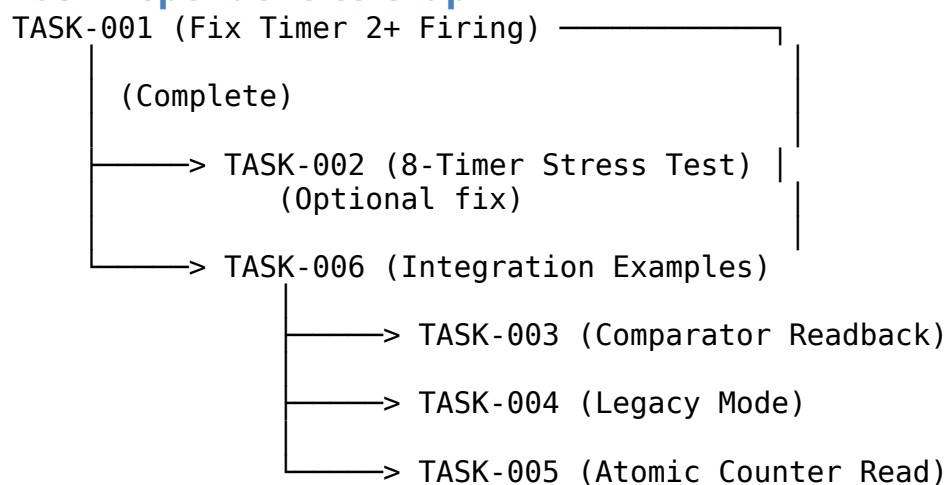 TASK-001 (Fix Timer 2+ Firing)
(Complete)
TASK-002 (8-Timer Stress Test)
(Optional fix)
TASK-006 (Integration Examples)
TASK-003 (Comparator Readback)
TASK-004 (Legacy Mode)
TASK-005 (Atomic Counter Read)